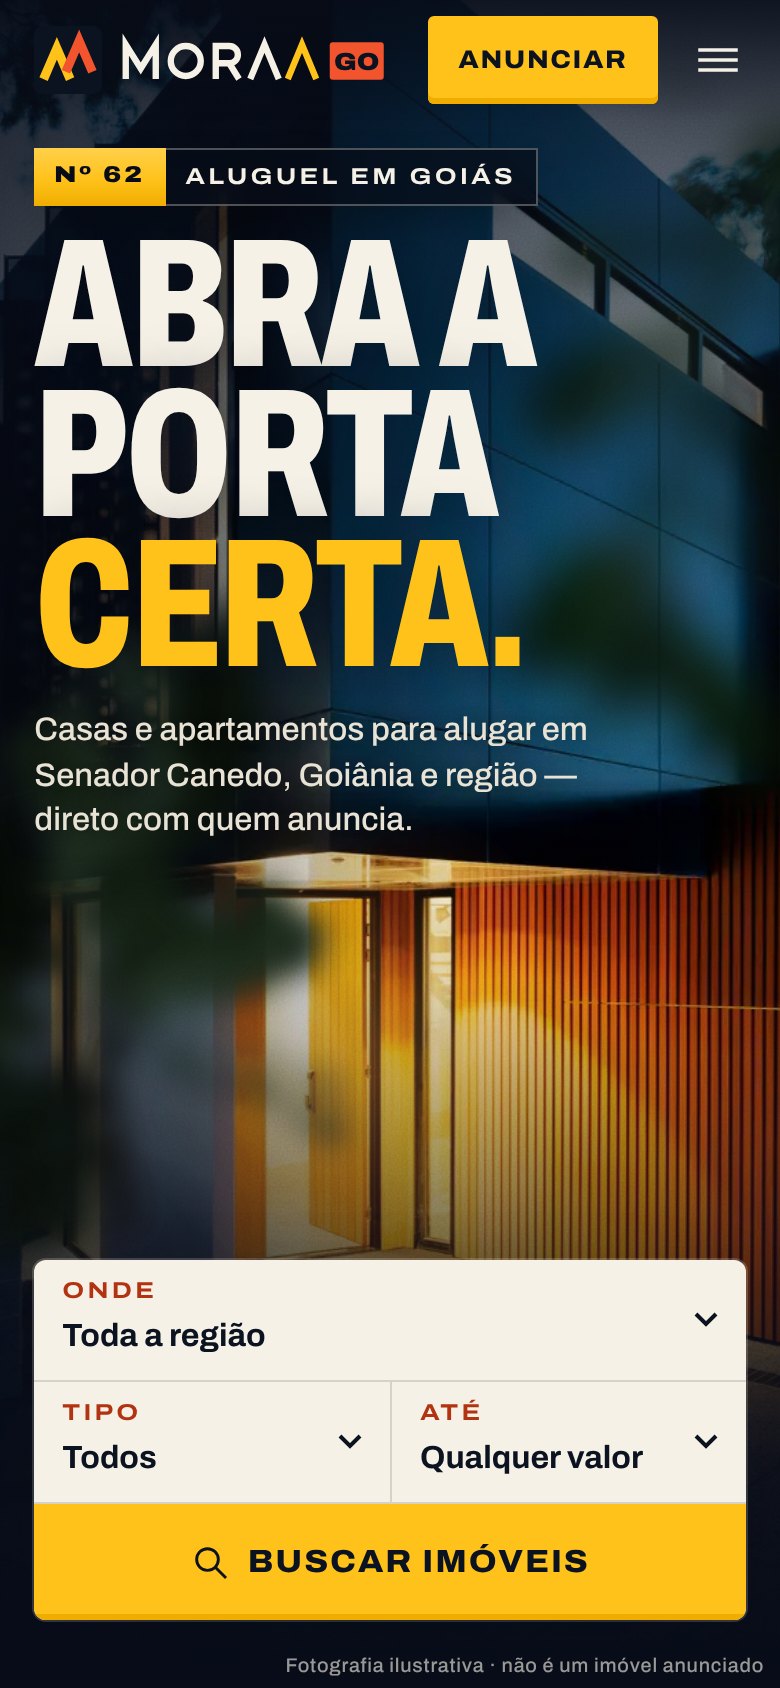 MORAA GO
ANUNCIAR
Nº 62
ALUGUEL EM GOIÁS
ABRA A
PORTA
CERTA.
Casas e apartamentos para alugar em
Senador Canedo, Goiânia e região —
direto com quem anuncia.
ONDE
Toda a região
TIPO
Todos
ATÉ
Qualquer valor
BUSCAR IMÓVEIS
Fotografia ilustrativa · não é um imóvel anunciado